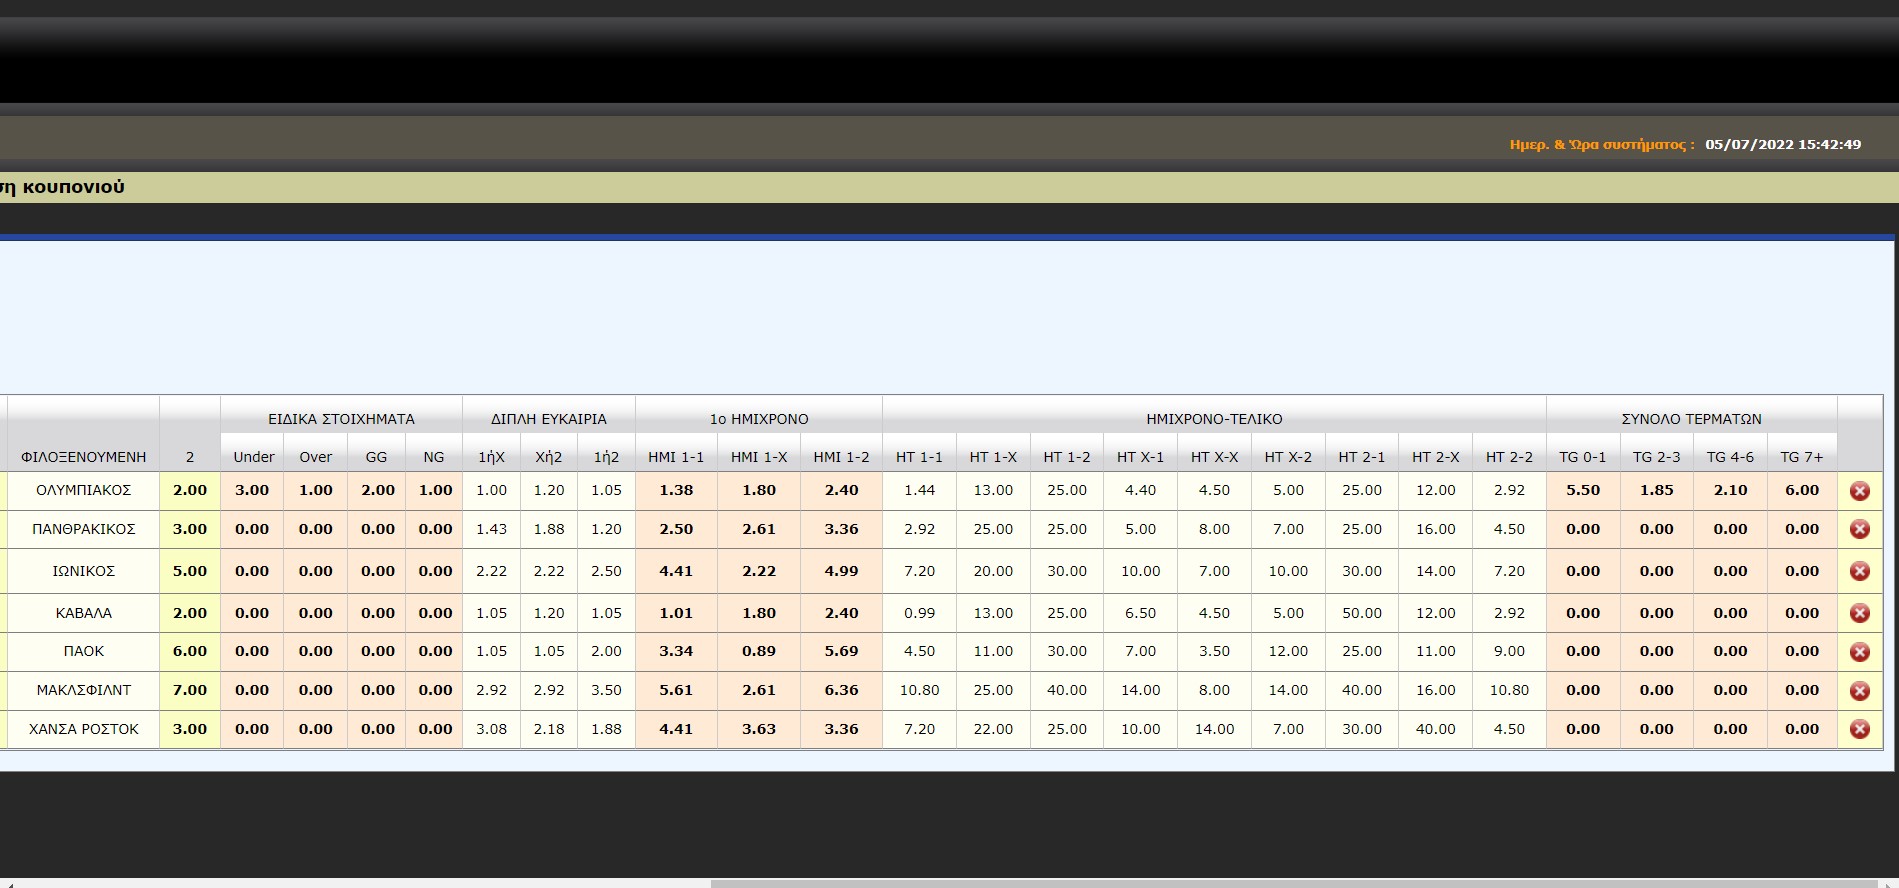 Ημερ. & Ώρα συστήματος : 05/07/2022 15:42:49
ση κουπονιού
ΕΙΔΙΚΑ ΣΤΟΙΧΗΜΑΤΑ ΔΙΠΛΗ ΕΥΚΑΙΡΙΑ 1ο ΗΜΙΧΡΟΝΟ ΗΜΙΧΡΟΝΟ-ΤΕΛΙΚΟ ΣΥΝΟΛΟ ΤΕΡΜΑΤΩΝ
ΦΙΛΟΞΕΝΟΥΜΕΝΗ 2 Under Over GG NG 1ήX Xή2 1ή2 ΗΜΙ 1-1 ΗΜΙ 1-X ΗΜΙ 1-2 HT 1-1 HT 1-X HT 1-2 HT X-1 HT X-X HT X-2 HT 2-1 HT 2-X HT 2-2 TG 0-1 TG 2-3 TG 4-6 TG 7+
ΟΛΥΜΠΙΑΚΟΣ 2.00 3.00 1.00 2.00 1.00 1.00 1.20 1.05 1.38 1.80 2.40 1.44 13.00 25.00 4.40 4.50 5.00 25.00 12.00 2.92 5.50 1.85 2.10 6.00
ΠΑΝΘΡΑΚΙΚΟΣ 3.00 0.00 0.00 0.00 0.00 1.43 1.88 1.20 2.50 2.61 3.36 2.92 25.00 25.00 5.00 8.00 7.00 25.00 16.00 4.50 0.00 0.00 0.00 0.00
ΙΩΝΙΚΟΣ 5.00 0.00 0.00 0.00 0.00 2.22 2.22 2.50 4.41 2.22 4.99 7.20 20.00 30.00 10.00 7.00 10.00 30.00 14.00 7.20 0.00 0.00 0.00 0.00
ΚΑΒΑΛΑ 2.00 0.00 0.00 0.00 0.00 1.05 1.20 1.05 1.01 1.80 2.40 0.99 13.00 25.00 6.50 4.50 5.00 50.00 12.00 2.92 0.00 0.00 0.00 0.00
ΠΑΟΚ 6.00 0.00 0.00 0.00 0.00 1.05 1.05 2.00 3.34 0.89 5.69 4.50 11.00 30.00 7.00 3.50 12.00 25.00 11.00 9.00 0.00 0.00 0.00 0.00
ΜΑΚΛΣΦΙΛΝΤ 7.00 0.00 0.00 0.00 0.00 2.92 2.92 3.50 5.61 2.61 6.36 10.80 25.00 40.00 14.00 8.00 14.00 40.00 16.00 10.80 0.00 0.00 0.00 0.00
ΧΑΝΣΑ ΡΟΣΤΟΚ 3.00 0.00 0.00 0.00 0.00 3.08 2.18 1.88 4.41 3.63 3.36 7.20 22.00 25.00 10.00 14.00 7.00 30.00 40.00 4.50 0.00 0.00 0.00 0.00